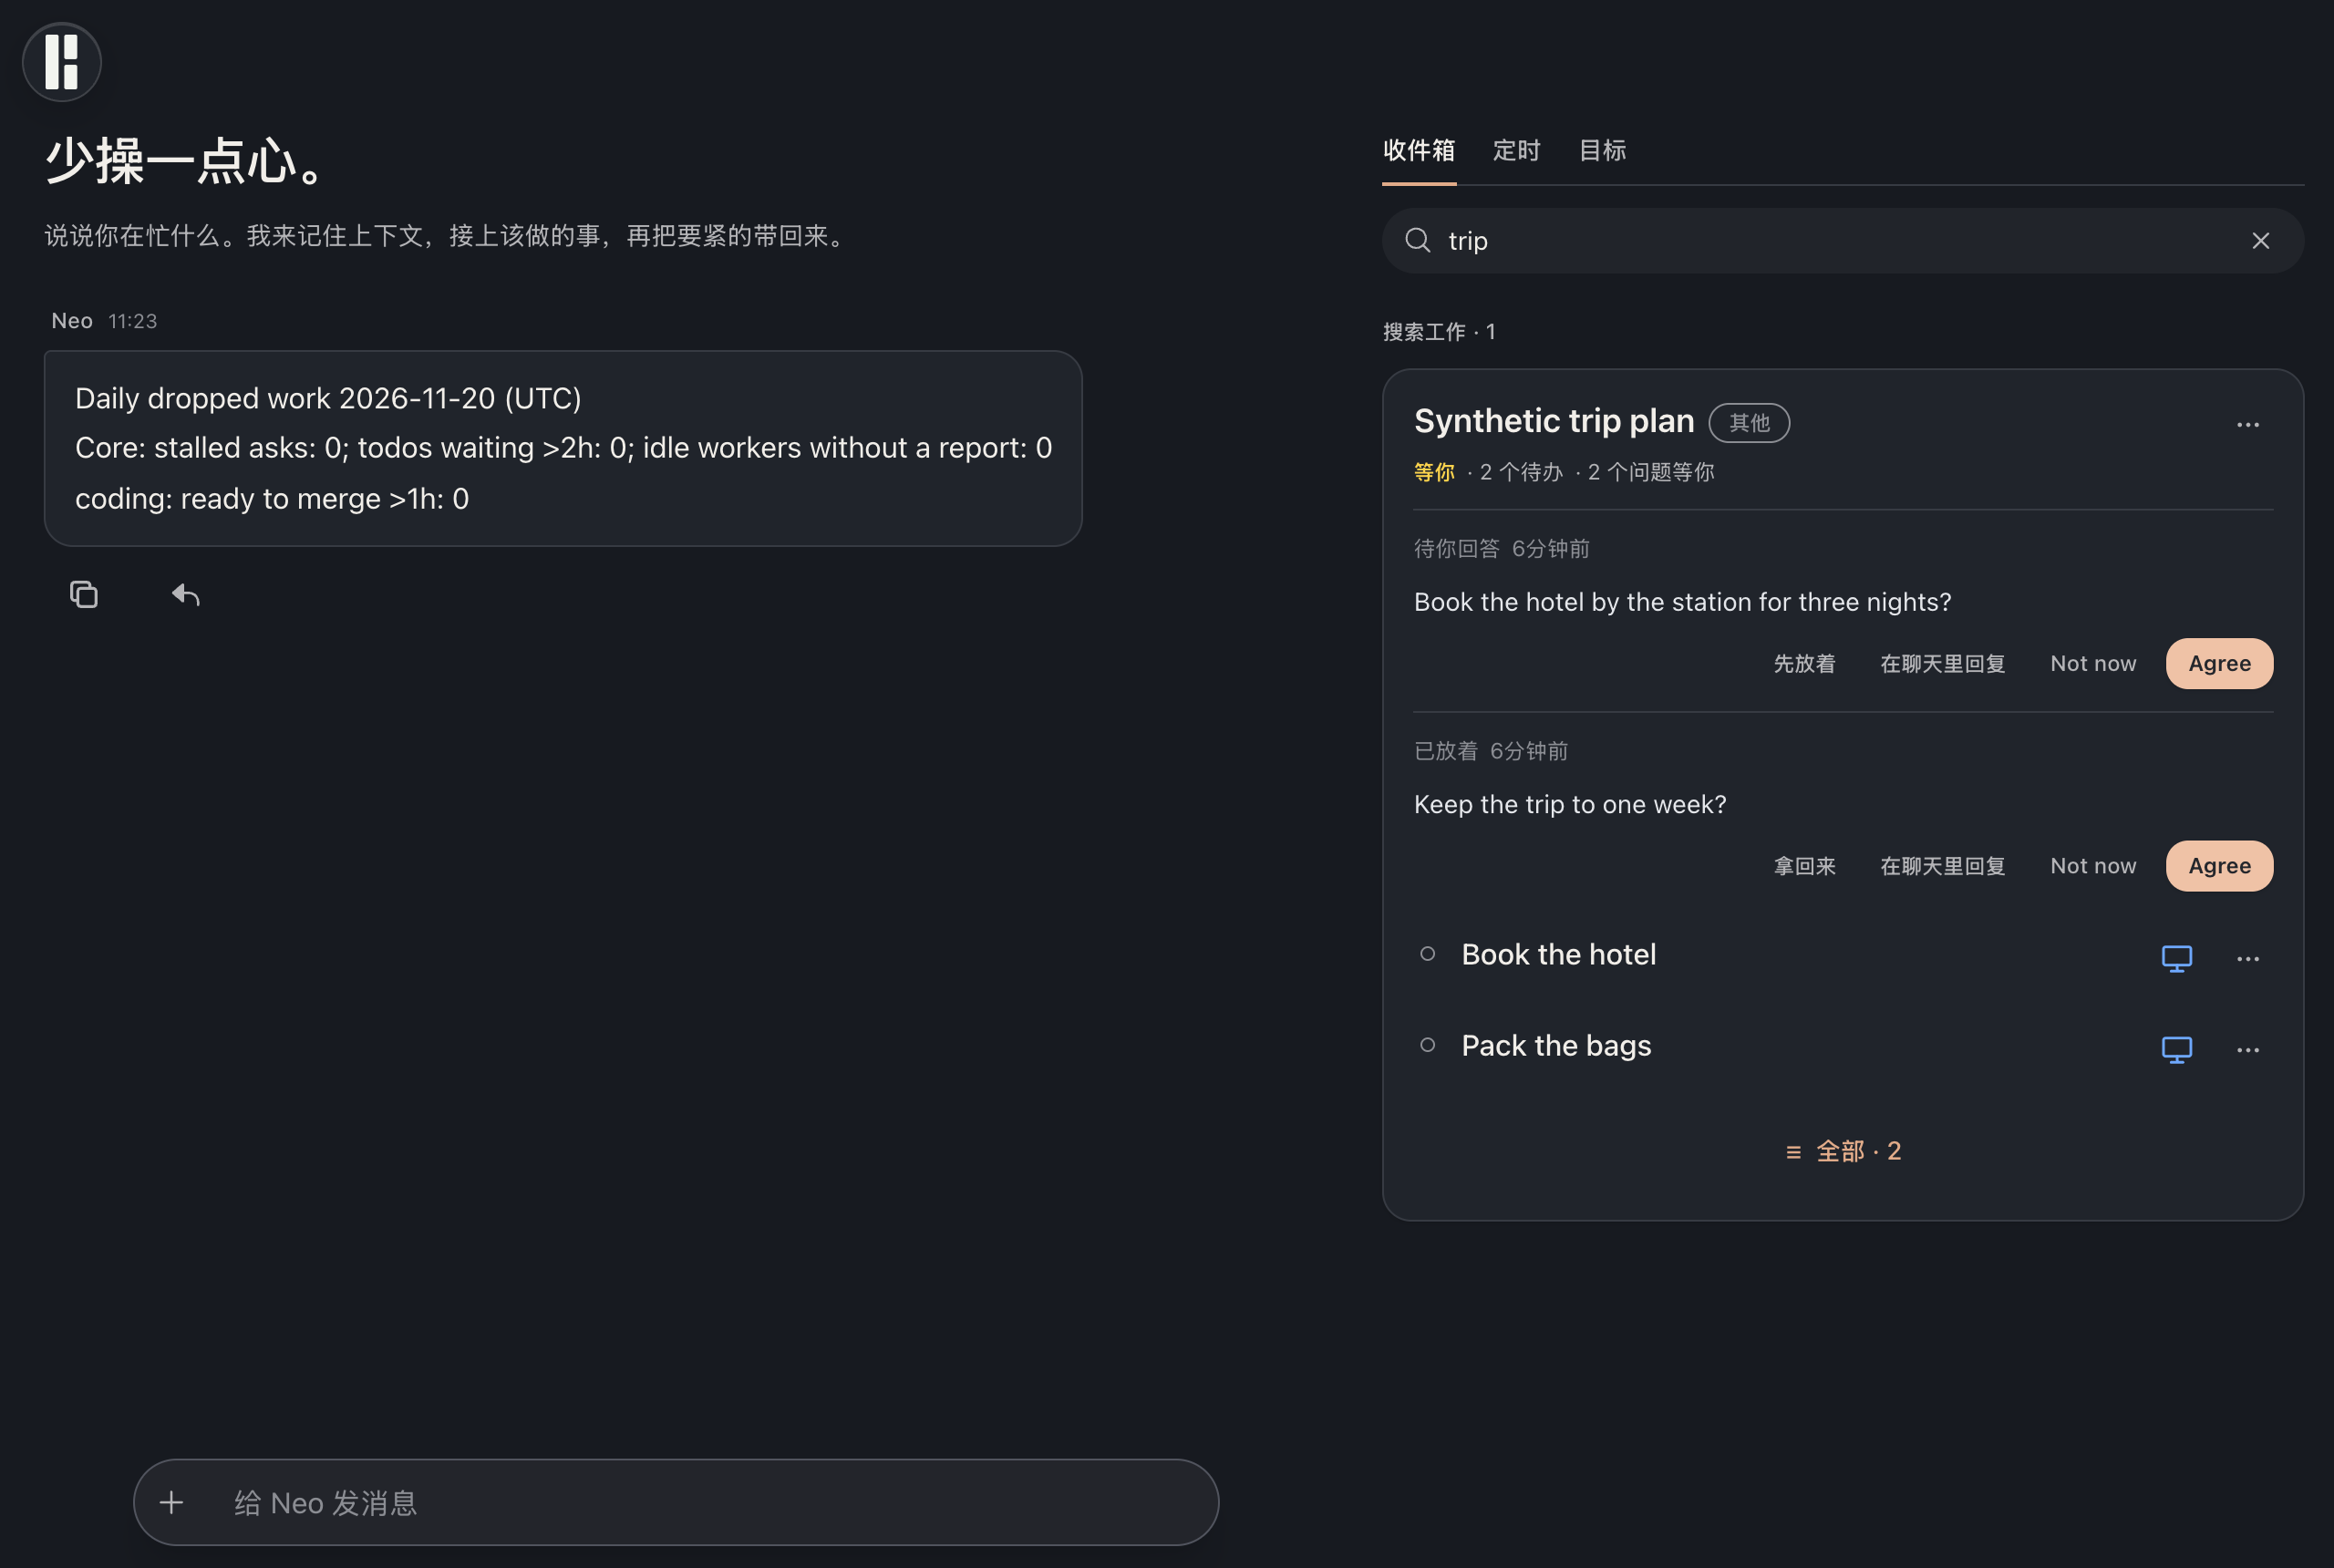 少操一点心。
说说你在忙什么。我来记住上下文，接上该做的事，再把要紧的带回来。
Neo 11:23
Daily dropped work 2026-11-20 (UTC)
Core: stalled asks: 0; todos waiting >2h: 0; idle workers without a report: 0
coding: ready to merge >1h: 0
给 Neo 发消息
收件箱 定时 目标
trip
搜索工作 · 1
Synthetic trip plan 其他
等你 · 2 个待办 · 2 个问题等你
待你回答 6分钟前
Book the hotel by the station for three nights?
先放着 在聊天里回复 Not now Agree
已放着 6分钟前
Keep the trip to one week?
拿回来 在聊天里回复 Not now Agree
Book the hotel
Pack the bags
全部 · 2